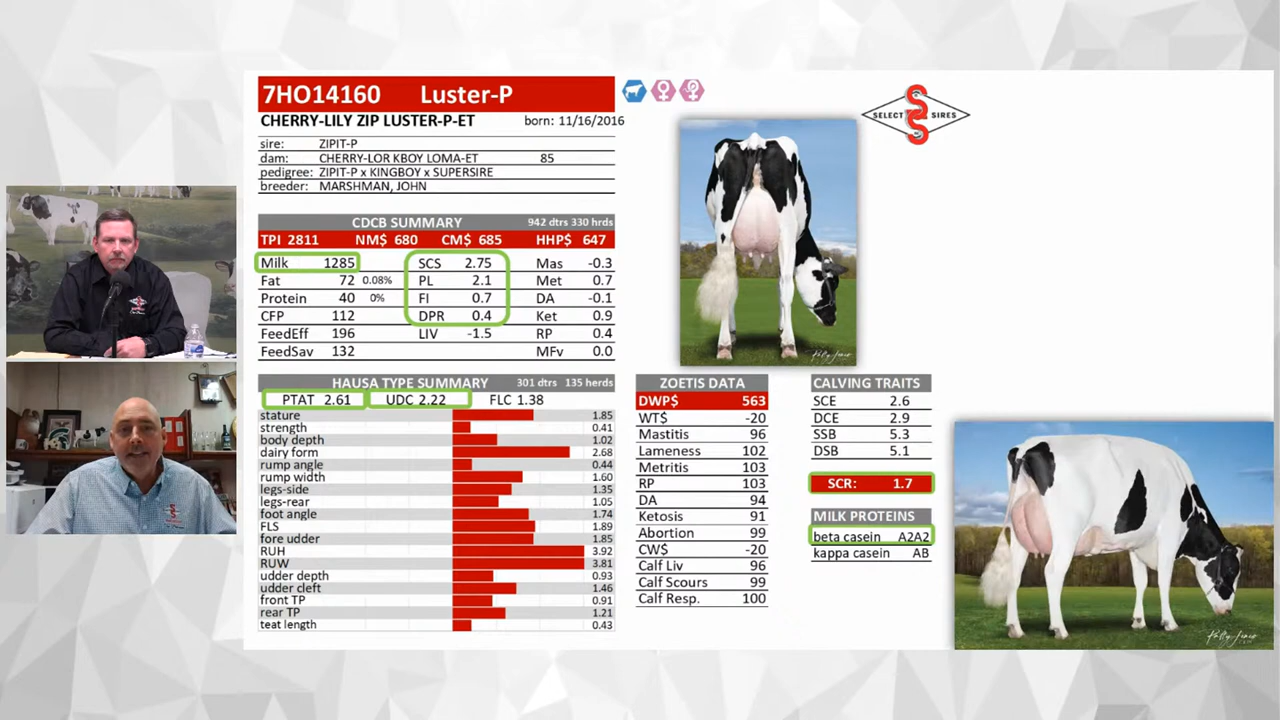 7HO14160 Luster-P
CHERRY-LILY ZIP LUSTER-P-ET born: 11/16/2016
sire: ZIPIT-P
dam: CHERRY-LOR KBOY LOMA-ET 85
pedigree: ZIPIT-P x KINGBOY x SUPERSIRE
breeder: MARSHMAN, JOHN
CDCB SUMMARY 942 dtrs 330 hrds
TPI 2811 NM$ 680 CM$ 685 HHP$ 647
Milk 1285 SCS 2.75 Mas -0.3
Fat 72 0.08% PL 2.1 Met 0.7
Protein 40 0% FI 0.7 DA -0.1
CFP 112 DPR 0.4 Ket 0.9
FeedEff 196 LIV -1.5 RP 0.4
FeedSav 132 MFv 0.0
HAUSA TYPE SUMMARY 301 dtrs 135 herds
PTAT 2.61 UDC 2.22 FLC 1.38
stature 1.85
strength 0.41
body depth 1.02
dairy form 2.68
rump angle 0.44
rump width 1.60
legs-side 1.35
legs-rear 1.05
foot angle 1.74
FLS 1.89
fore udder 1.85
RUH 3.92
RUW 3.81
udder depth 0.93
udder cleft 1.46
front TP 0.91
rear TP 1.21
teat length 0.43
SELECT SIRES
ZOETIS DATA
DWP$ 563
WT$ -20
Mastitis 96
Lameness 102
Metritis 103
RP 103
DA 94
Ketosis 91
Abortion 99
CW$ -20
Calf Liv 96
Calf Scours 99
Calf Resp. 100
CALVING TRAITS
SCE 2.6
DCE 2.9
SSB 5.3
DSB 5.1
SCR: 1.7
MILK PROTEINS
beta casein A2A2
kappa casein AB